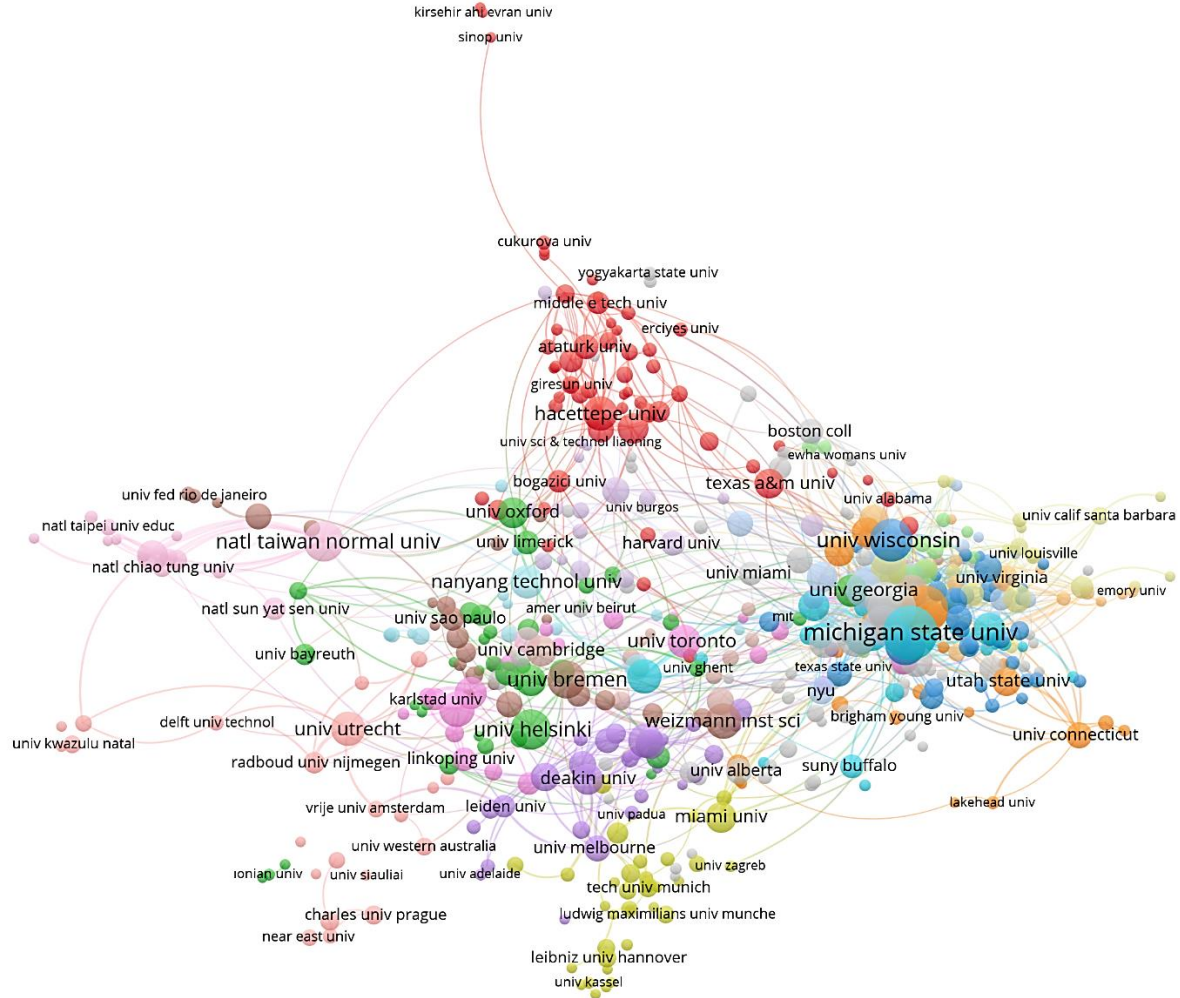 kirsehir ahi evran univ
sinop univ
cukurova univ
yogyakarta state univ
middle e tech univ
erciyes univ
ataturk univ
giresun univ
hacettepe univ
boston coll
univ sci & technol liaoning
ewha womans univ
bogazici univ
texas a&m univ
univ fed rio de janeiro
univ alabama
univ burgos
univ oxford
univ calif santa barbara
natl taipei univ educ
natl taiwan normal univ
univ limerick
harvard univ
univ wisconsin
univ louisville
natl chiao tung univ
univ miami
nanyang technol univ
univ virginia
univ georgia
emory univ
natl sun yat sen univ
amer univ beirut
univ sao paulo
mit
michigan state univ
univ toronto
univ cambridge
univ bayreuth
univ ghent
texas state univ
univ bremen
utah state univ
nyu
karlstad univ
brigham young univ
delft univ technol
weizmann inst sci
univ utrecht
univ helsinki
univ connecticut
univ kwazulu natal
linkoping univ
radboud univ nijmegen
suny buffalo
univ alberta
deakin univ
lakehead univ
leiden univ
vrije univ amsterdam
univ padua
miami univ
univ western australia
univ melbourne
univ zagreb
ionian univ
univ siauliai
univ adelaide
tech univ munich
charles univ prague
ludwig maximilians univ munche
near east univ
leibniz univ hannover
univ kassel